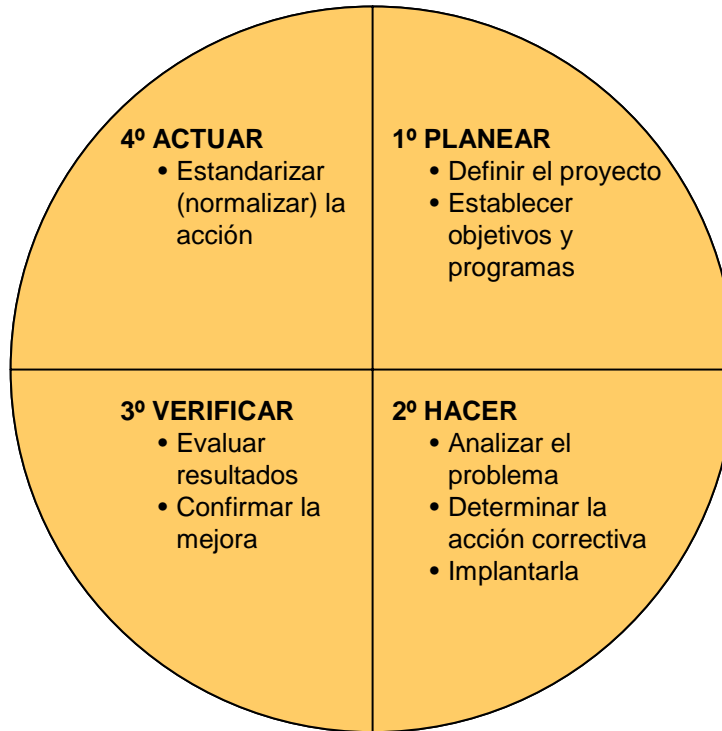 1º PLANEAR
• Definir el proyecto
• Establecer
objetivos y
programas
2º HACER
• Analizar el
problema
• Determinar la
acción correctiva
• Implantarla
3º VERIFICAR
• Evaluar
resultados
• Confirmar la
mejora
4º ACTUAR
• Estandarizar
(normalizar) la
acción